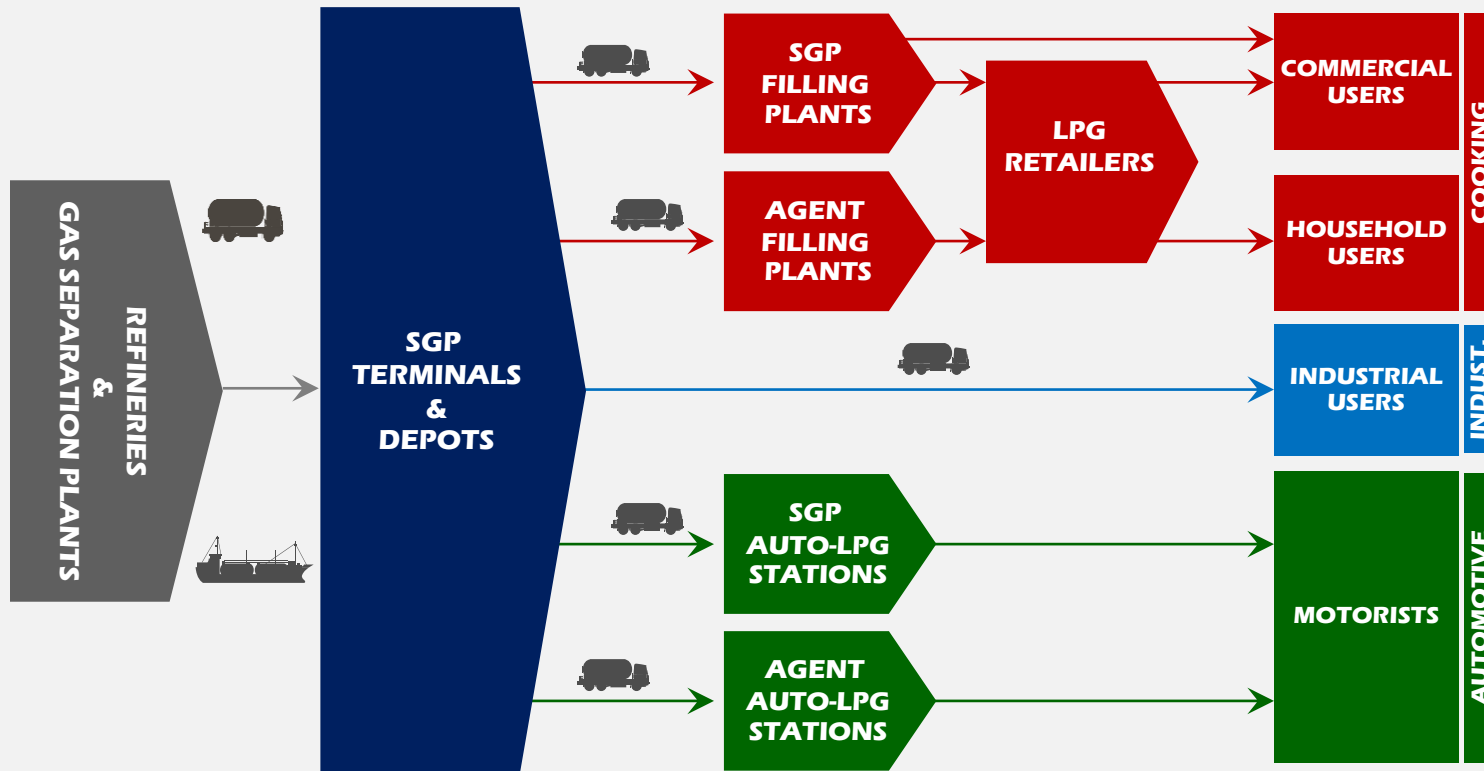 REFINERIES
&
GAS SEPARATION PLANTS
SGP
TERMINALS
&
DEPOTS
SGP
FILLING
PLANTS
AGENT
FILLING
PLANTS
LPG
RETAILERS
COMMERCIAL
USERS
HOUSEHOLD
USERS
COOKING
INDUSTRIAL
USERS
INDUST.
SGP
AUTO-LPG
STATIONS
AGENT
AUTO-LPG
STATIONS
MOTORISTS
AUTOMOTIVE